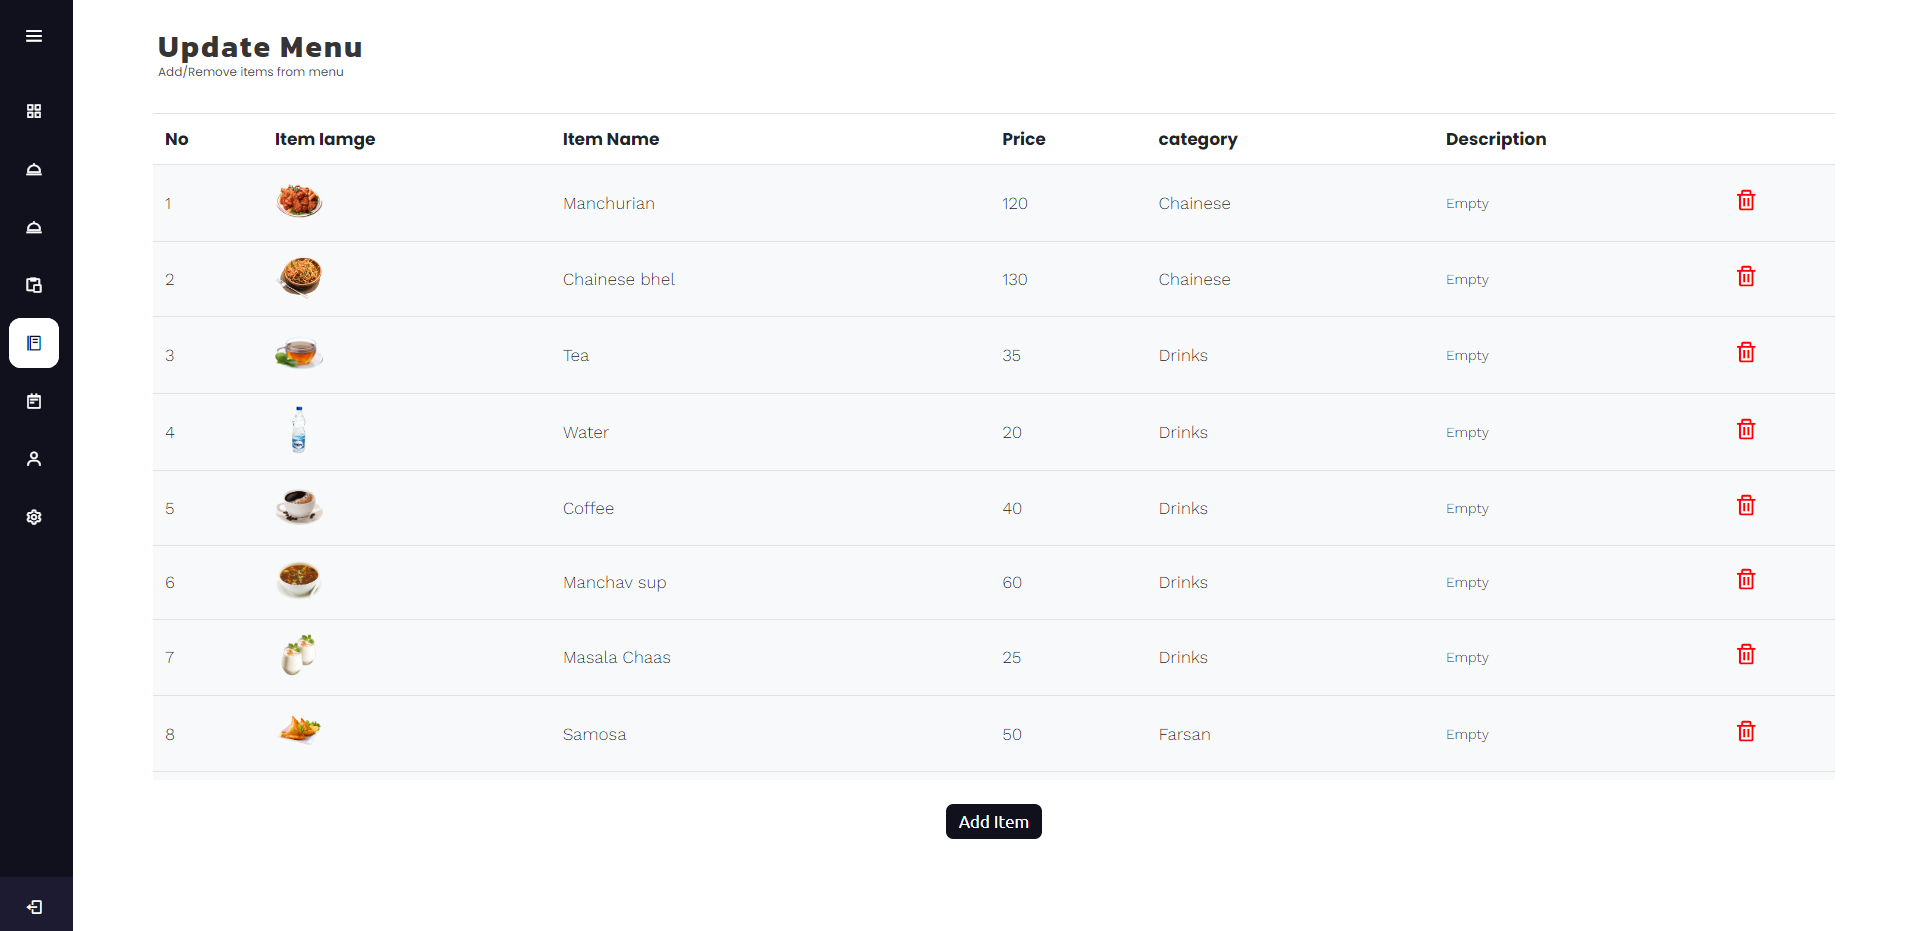 Update Menu
Add/Remove items from menu
No Item Iamge Item Name Price category Description
1 Manchurian 120 Chainese Empty
2 Chainese bhel 130 Chainese Empty
3 Tea 35 Drinks Empty
4 Water 20 Drinks Empty
5 Coffee 40 Drinks Empty
6 Manchav sup 60 Drinks Empty
7 Masala Chaas 25 Drinks Empty
8 Samosa 50 Farsan Empty
Add Item